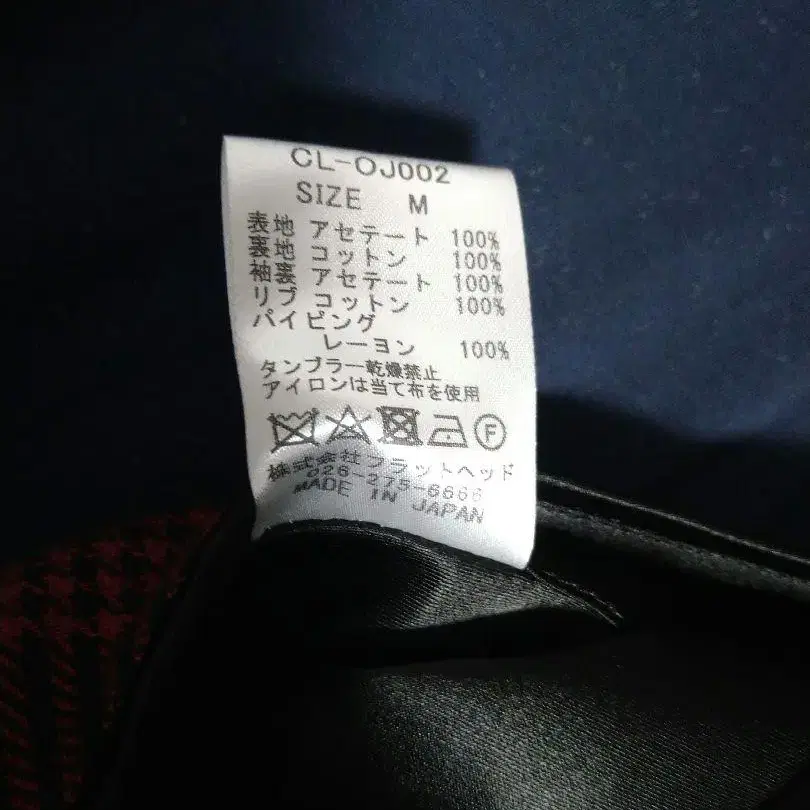 CL-OJ002
SIZE M
表地 アセテート 100%
裏地 コットン 100%
袖裏 アセテート 100%
リブ コットン 100%
パイピング
レーヨン 100%
タンブラー乾燥禁止
アイロンは当て布を使用
F
株式会社フラットヘッド
026-275-6666
MADE IN JAPAN